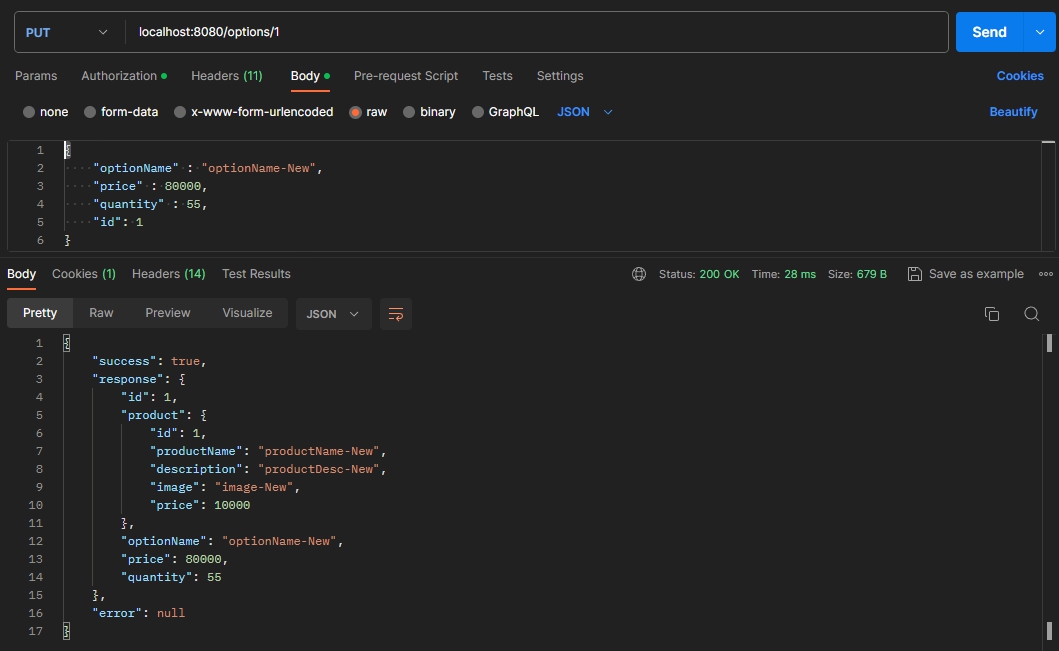 PUT localhost:8080/options/1 Send
Params Authorization Headers (11) Body Pre-request Script Tests Settings Cookies
none form-data x-www-form-urlencoded raw binary GraphQL JSON Beautify
1 {
2 "optionName" : "optionName-New",
3 "price" : 80000,
4 "quantity" : 55,
5 "id": 1
6 }
Body Cookies (1) Headers (14) Test Results Status: 200 OK Time: 28 ms Size: 679 B Save as example
Pretty Raw Preview Visualize JSON
1 {
2 "success": true,
3 "response": {
4 "id": 1,
5 "product": {
6 "id": 1,
7 "productName": "productName-New",
8 "description": "productDesc-New",
9 "image": "image-New",
10 "price": 10000
11 },
12 "optionName": "optionName-New",
13 "price": 80000,
14 "quantity": 55
15 },
16 "error": null
17 }